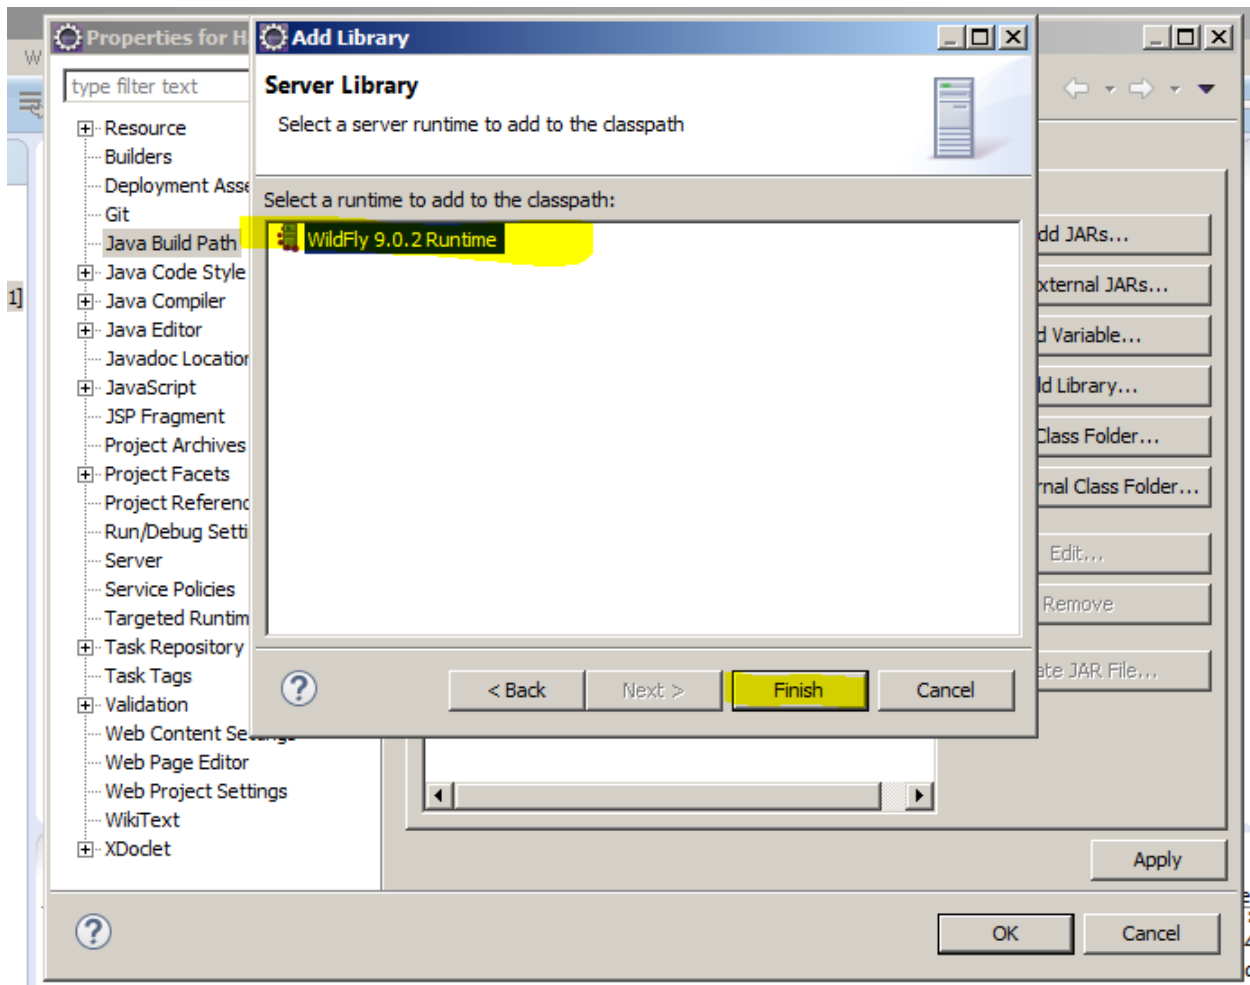 Properties for H
Add Library
W
type filter text
Server Library
Select a server runtime to add to the classpath
Resource
Builders
Deployment Asse
Git
Java Build Path
Java Code Style
Java Compiler
Java Editor
Javadoc Location
JavaScript
JSP Fragment
Project Archives
Project Facets
Project Referenc
Run/Debug Setti
Server
Service Policies
Targeted Runtim
Task Repository
Task Tags
Validation
Web Content Settings
Web Page Editor
Web Project Settings
WikiText
XDoclet
1]
Select a runtime to add to the classpath:
WildFly 9.0.2 Runtime
< Back
Next >
Finish
Cancel
dd JARs...
xternal JARs...
d Variable...
dd Library...
Class Folder...
rnal Class Folder...
Edit...
Remove
ate JAR File...
Apply
OK
Cancel